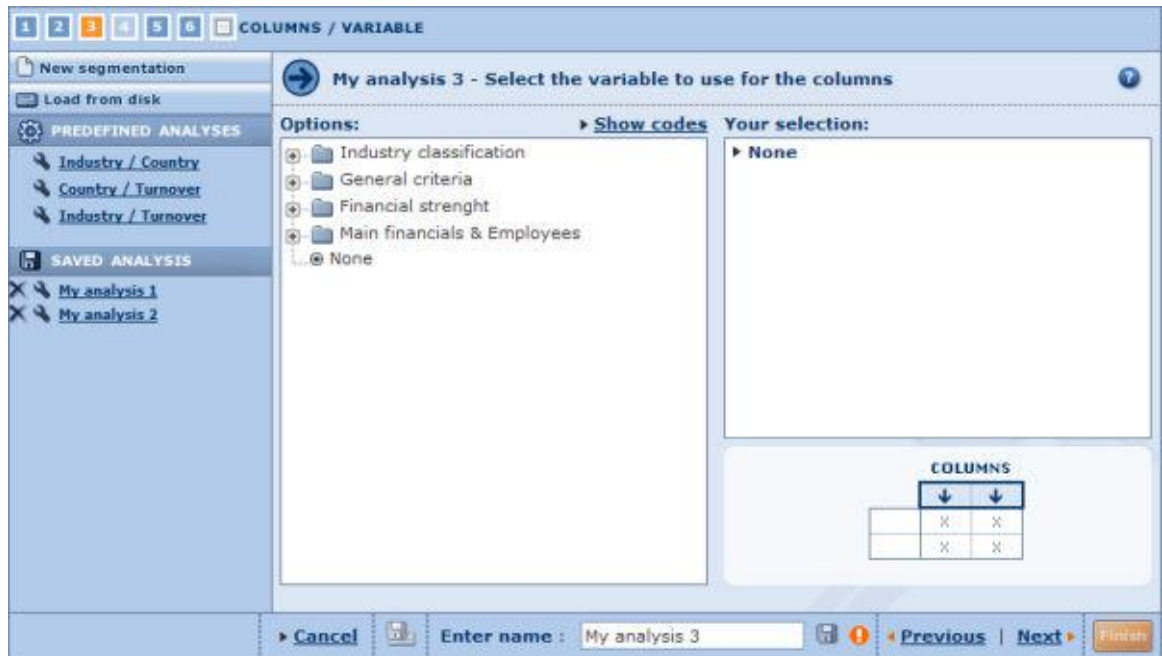 1 2 3 4 5 6 COLUMNS / VARIABLE
New segmentation
Load from disk
PREDEFINED ANALYSES
Industry / Country
Country / Turnover
Industry / Turnover
SAVED ANALYSIS
My analysis 1
My analysis 2
My analysis 3 - Select the variable to use for the columns ?
Options: Show codes
Industry classification
General criteria
Financial strenght
Main financials & Employees
None
Your selection:
None
COLUMNS
X X
X X
Cancel Enter name : My analysis 3 ! Previous | Next Finish